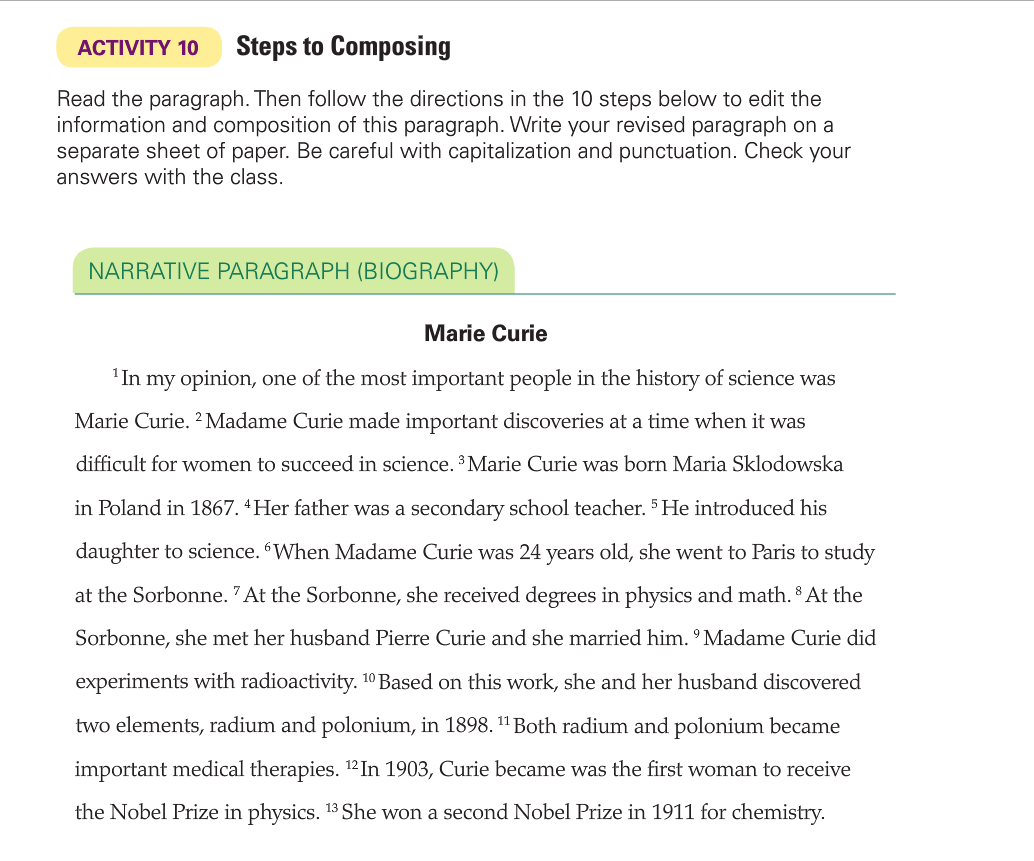 ACTIVITY 10 Steps to Composing
Read the paragraph. Then follow the directions in the 10 steps below to edit the
information and composition of this paragraph. Write your revised paragraph on a
separate sheet of paper. Be careful with capitalization and punctuation. Check your
answers with the class.
NARRATIVE PARAGRAPH (BIOGRAPHY)
Marie Curie
¹ In my opinion, one of the most important people in the history of science was
Marie Curie. ² Madame Curie made important discoveries at a time when it was
difficult for women to succeed in science. ³ Marie Curie was born Maria Sklodowska
in Poland in 1867. ⁴ Her father was a secondary school teacher. ⁵ He introduced his
daughter to science. ⁶ When Madame Curie was 24 years old, she went to Paris to study
at the Sorbonne. ⁷ At the Sorbonne, she received degrees in physics and math. ⁸ At the
Sorbonne, she met her husband Pierre Curie and she married him. ⁹ Madame Curie did
experiments with radioactivity. ¹⁰ Based on this work, she and her husband discovered
two elements, radium and polonium, in 1898. ¹¹ Both radium and polonium became
important medical therapies. ¹² In 1903, Curie became was the first woman to receive
the Nobel Prize in physics. ¹³ She won a second Nobel Prize in 1911 for chemistry.